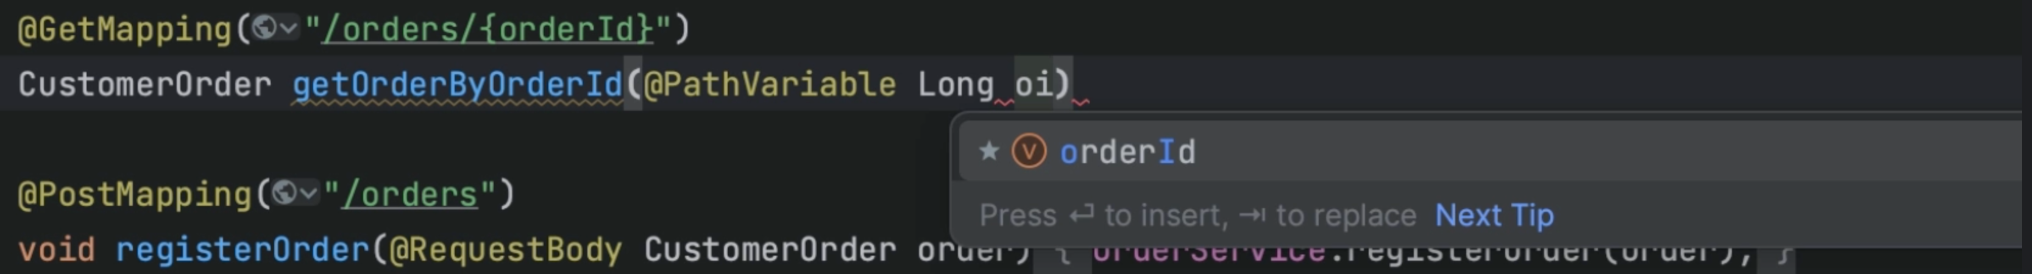 @GetMapping("/orders/{orderId}")
CustomerOrder getOrderByOrderId(@PathVariable Long oi)
orderId
@PostMapping("/orders")
Press ↵ to insert, →| to replace Next Tip
void registerOrder(@RequestBody CustomerOrder order) { orderService.registerOrder(order); }